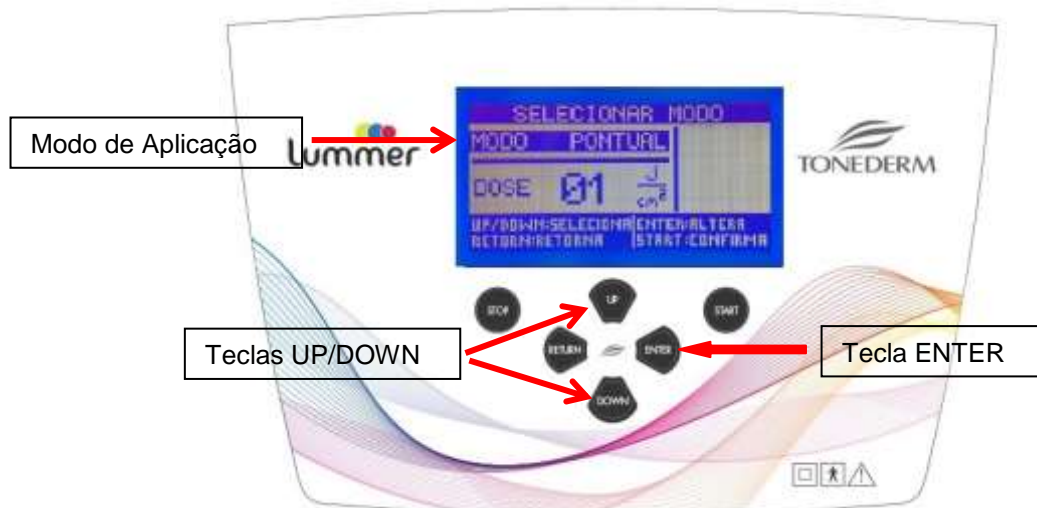 SELECIONAR MODO
Modo de Aplicação
Lummer
MODO PONTUAL
TONEDERM
DOSE 01 J/cm²
UP/DOWN:SELECIONA ENTER:ALTERA
RETURN:RETORNA START:CONFIRMA
STOP
UP
START
Teclas UP/DOWN
RETURN
ENTER
Tecla ENTER
DOWN